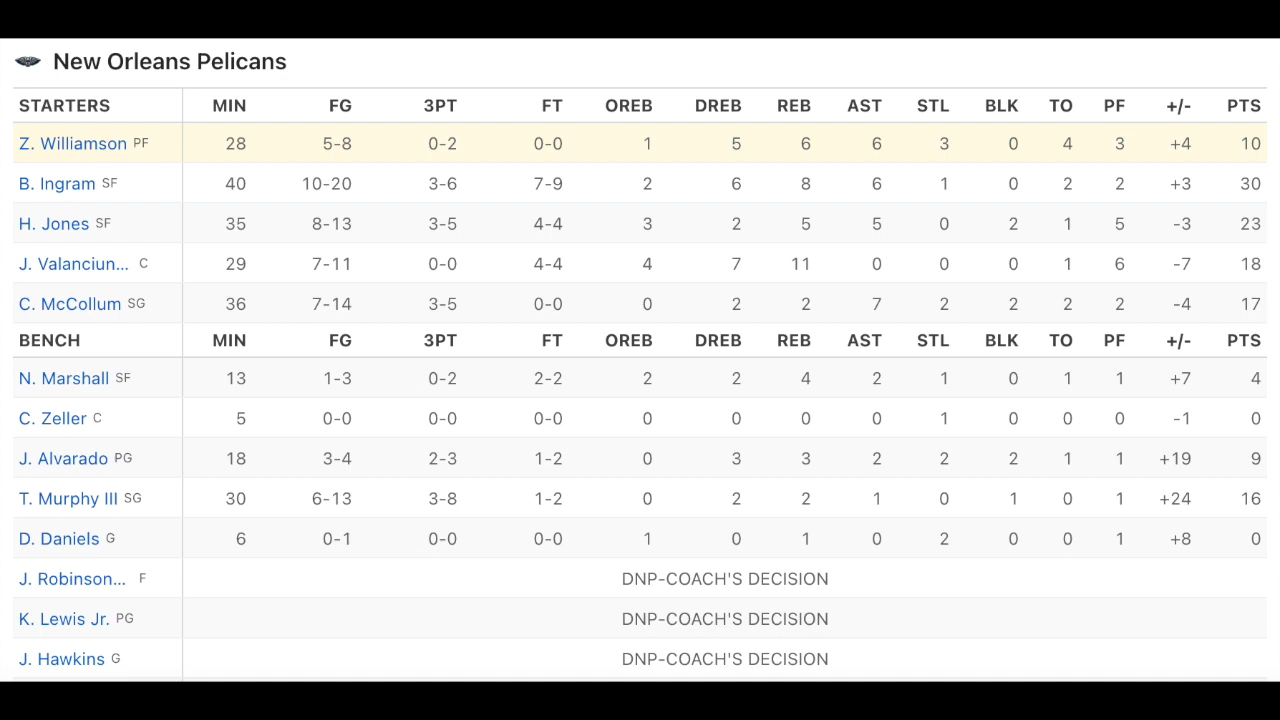 New Orleans Pelicans
STARTERS MIN FG 3PT FT OREB DREB REB AST STL BLK TO PF +/- PTS
Z. Williamson PF 28 5-8 0-2 0-0 1 5 6 6 3 0 4 3 +4 10
B. Ingram SF 40 10-20 3-6 7-9 2 6 8 6 1 0 2 2 +3 30
H. Jones SF 35 8-13 3-5 4-4 3 2 5 5 0 2 1 5 -3 23
J. Valanciun... C 29 7-11 0-0 4-4 4 7 11 0 0 0 1 6 -7 18
C. McCollum SG 36 7-14 3-5 0-0 0 2 2 7 2 2 2 2 -4 17
BENCH MIN FG 3PT FT OREB DREB REB AST STL BLK TO PF +/- PTS
N. Marshall SF 13 1-3 0-2 2-2 2 2 4 2 1 0 1 1 +7 4
C. Zeller C 5 0-0 0-0 0-0 0 0 0 0 1 0 0 0 -1 0
J. Alvarado PG 18 3-4 2-3 1-2 0 3 3 2 2 2 1 1 +19 9
T. Murphy III SG 30 6-13 3-8 1-2 0 2 2 1 0 1 0 1 +24 16
D. Daniels G 6 0-1 0-0 0-0 1 0 1 0 2 0 0 1 +8 0
J. Robinson... F DNP-COACH'S DECISION
K. Lewis Jr. PG DNP-COACH'S DECISION
J. Hawkins G DNP-COACH'S DECISION